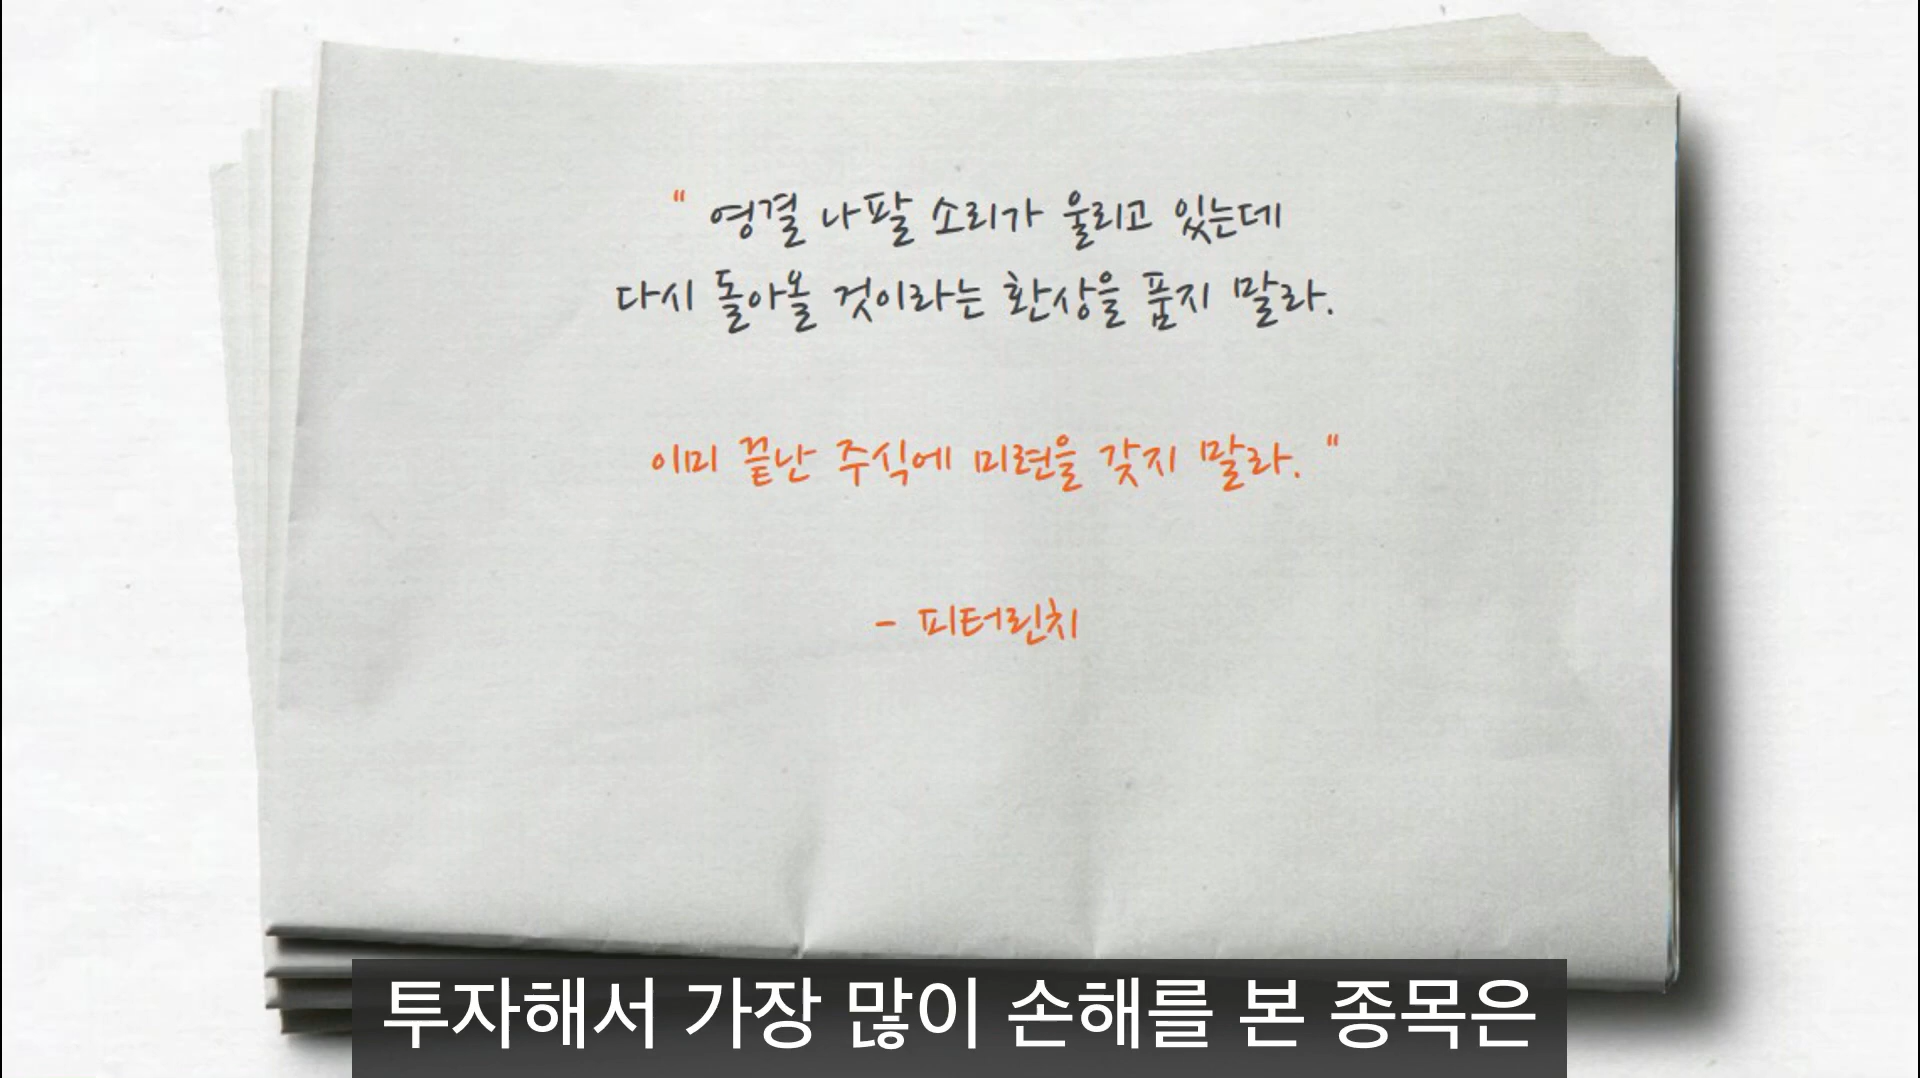 " 영결 나팔 소리가 울리고 있는데
다시 돌아올 것이라는 환상을 품지 말라.
이미 끝난 주식에 미련을 갖지 말라. "
- 피터린치
투자해서 가장 많이 손해를 본 종목은